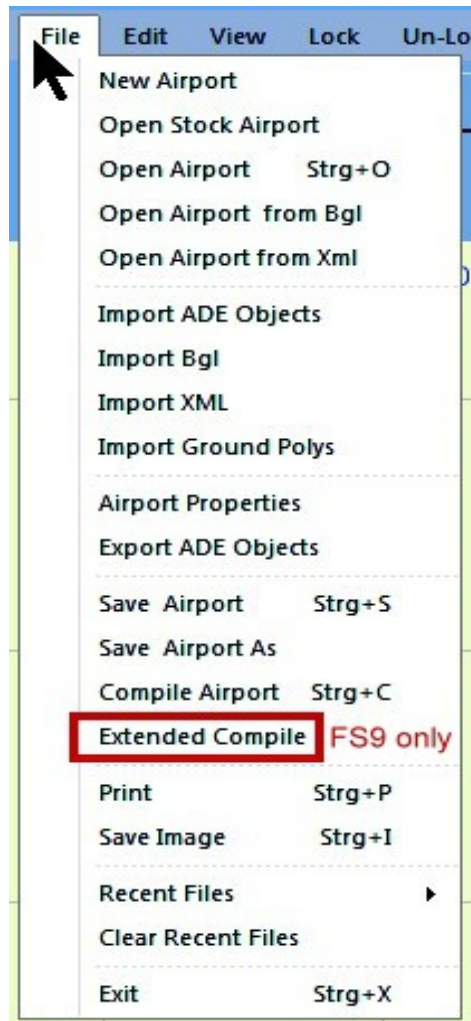 File Edit View Lock Un-Lo
New Airport
Open Stock Airport
Open Airport Strg+O
Open Airport from Bgl
Open Airport from Xml
Import ADE Objects
Import Bgl
Import XML
Import Ground Polys
Airport Properties
Export ADE Objects
Save Airport Strg+S
Save Airport As
Compile Airport Strg+C
Extended Compile FS9 only
Print Strg+P
Save Image Strg+I
Recent Files
Clear Recent Files
Exit Strg+X